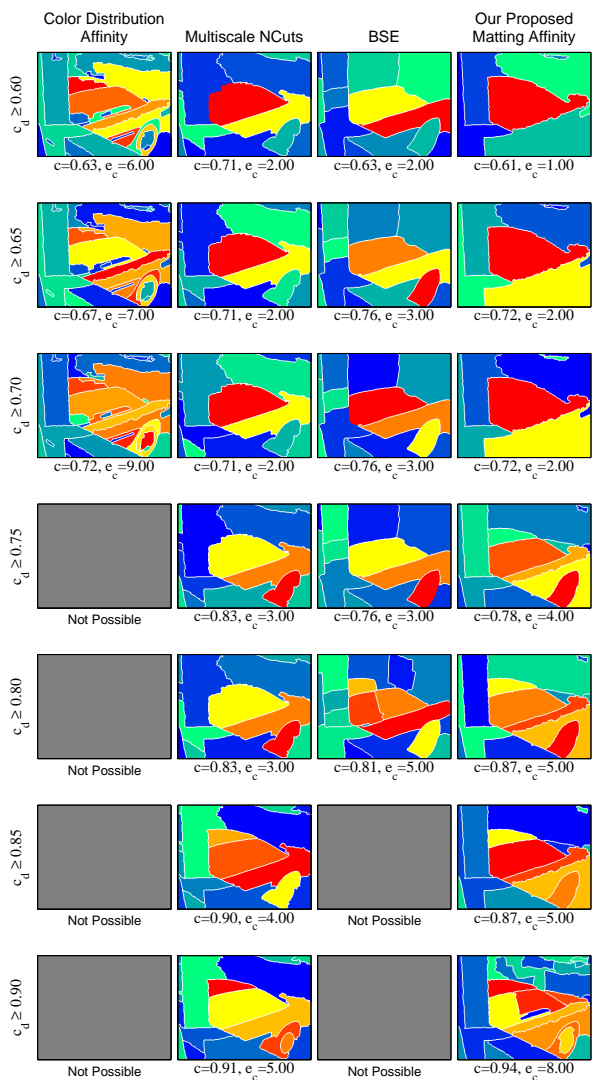 Color Distribution Affinity
Multiscale NCuts
BSE
Our Proposed Matting Affinity
P_c ≥0.60
c=0.63, e_c=6.00
c=0.71, e_c=2.00
c=0.63, e_c=2.00
c=0.61, e_c=1.00
P_c ≥0.65
c=0.67, e_c=7.00
c=0.71, e_c=2.00
c=0.76, e_c=3.00
c=0.72, e_c=2.00
P_c ≥0.70
c=0.72, e_c=9.00
c=0.71, e_c=2.00
c=0.76, e_c=3.00
c=0.72, e_c=2.00
P_c ≥0.75
Not Possible
c=0.83, e_c=3.00
c=0.76, e_c=3.00
c=0.78, e_c=4.00
P_c ≥0.80
Not Possible
c=0.83, e_c=3.00
c=0.81, e_c=5.00
c=0.87, e_c=5.00
P_c ≥0.85
Not Possible
c=0.90, e_c=4.00
Not Possible
c=0.87, e_c=5.00
P_c ≥0.90
Not Possible
c=0.91, e_c=5.00
Not Possible
c=0.94, e_c=8.00